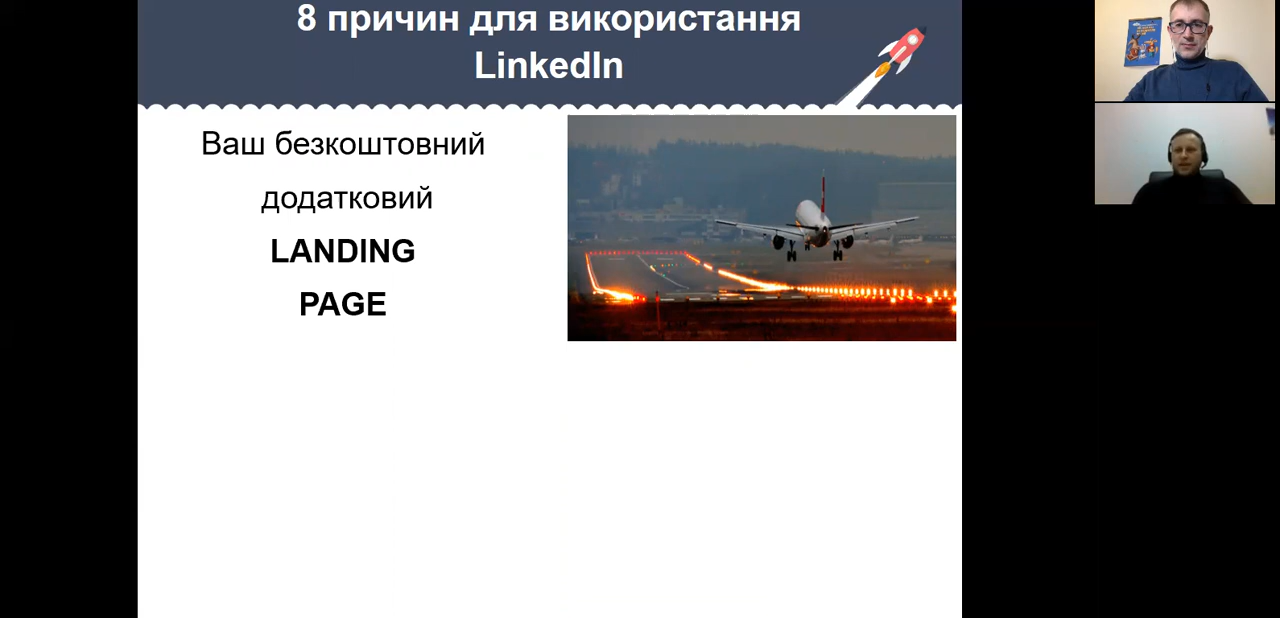 8 причин для використання
LinkedIn
Ваш безкоштовний
додатковий
LANDING
PAGE